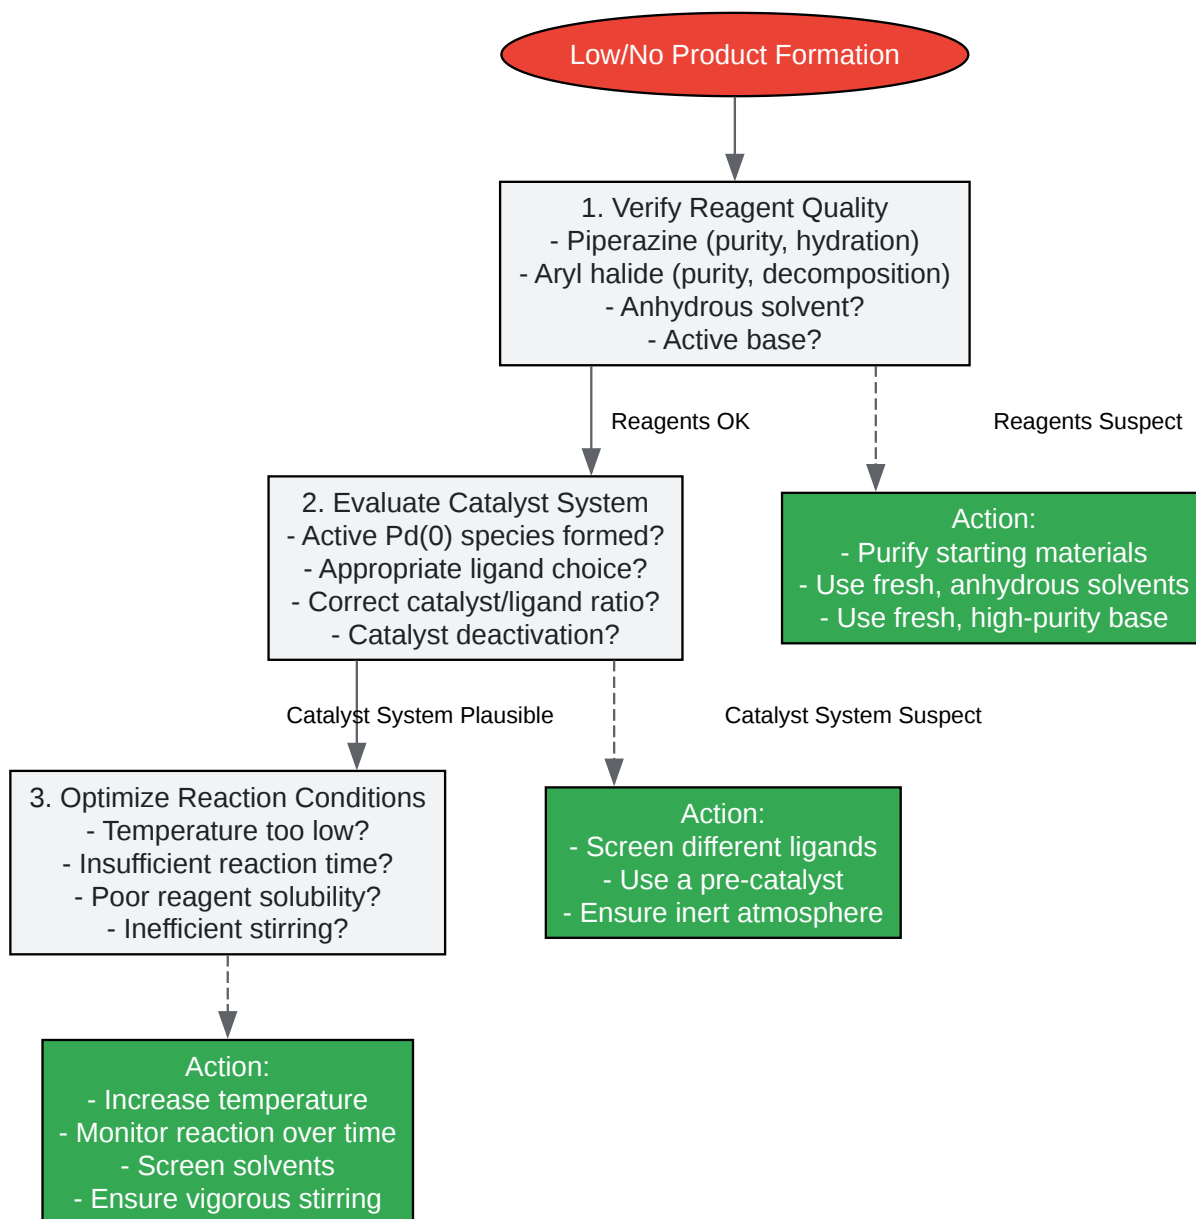 Low/No Product Formation
1. Verify Reagent Quality
- Piperazine (purity, hydration)
- Aryl halide (purity, decomposition)
- Anhydrous solvent?
- Active base?
Reagents OK
Reagents Suspect
2. Evaluate Catalyst System
- Active Pd(0) species formed?
- Appropriate ligand choice?
- Correct catalyst/ligand ratio?
- Catalyst deactivation?
Action:
- Purify starting materials
- Use fresh, anhydrous solvents
- Use fresh, high-purity base
Catalyst System Plausible
Catalyst System Suspect
3. Optimize Reaction Conditions
- Temperature too low?
- Insufficient reaction time?
- Poor reagent solubility?
- Inefficient stirring?
Action:
- Screen different ligands
- Use a pre-catalyst
- Ensure inert atmosphere
Action:
- Increase temperature
- Monitor reaction over time
- Screen solvents
- Ensure vigorous stirring